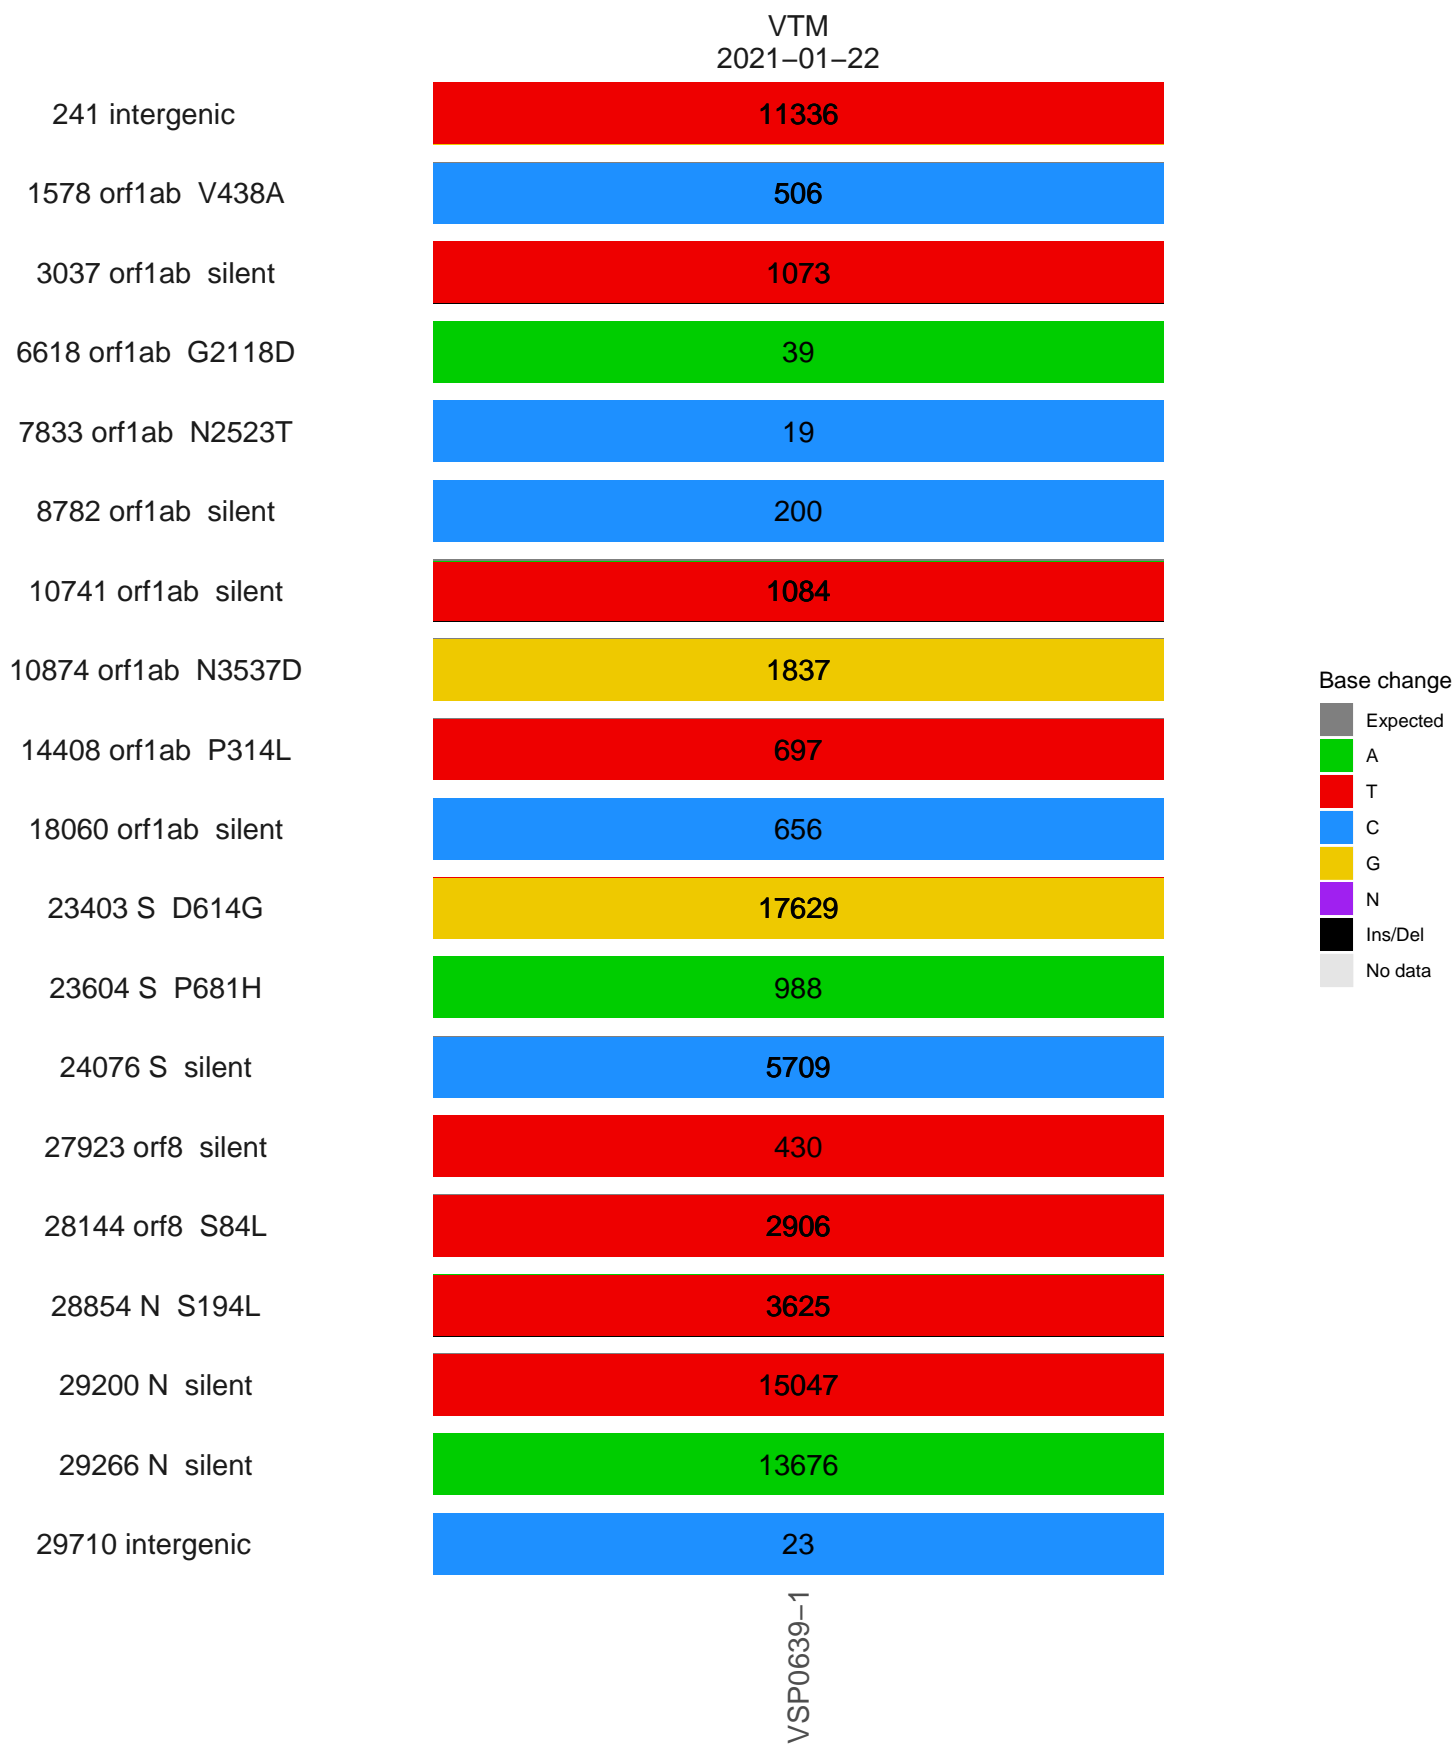 VTM
2021−01−22
241 intergenic 11336
1578 orf1ab V438A 506
3037 orf1ab silent 1073
6618 orf1ab G2118D 39
7833 orf1ab N2523T 19
8782 orf1ab silent 200
10741 orf1ab silent 1084
10874 orf1ab N3537D 1837
14408 orf1ab P314L 697
18060 orf1ab silent 656
23403 S D614G 17629
23604 S P681H 988
24076 S silent 5709
27923 orf8 silent 430
28144 orf8 S84L 2906
28854 N S194L 3625
29200 N silent 15047
29266 N silent 13676
29710 intergenic 23
VSP0639−1
Base change
Expected
A
T
C
G
N
Ins/Del
No data